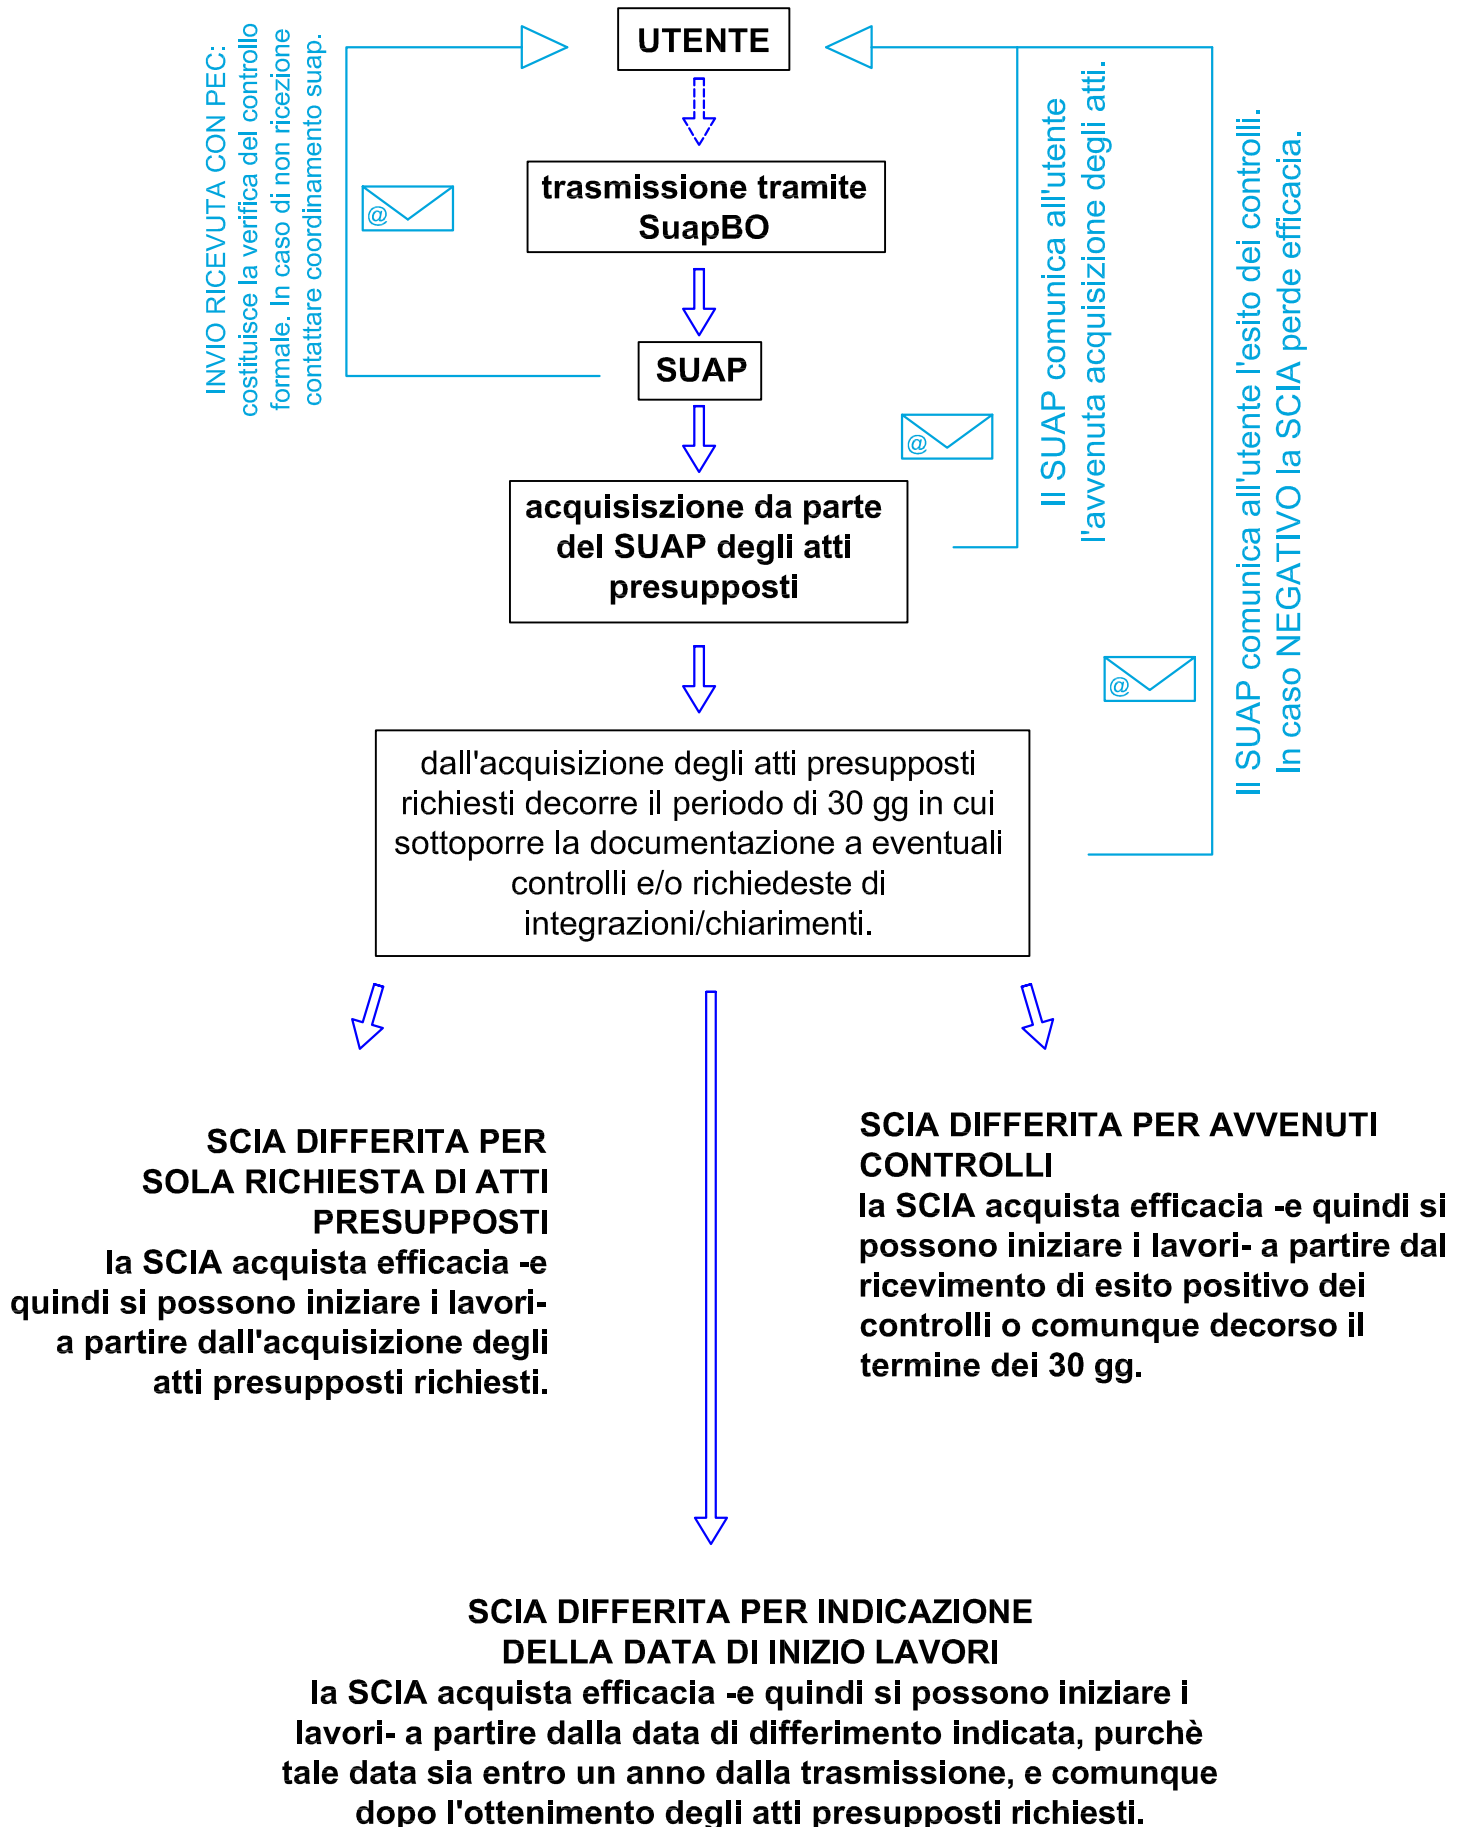 UTENTE
INVIO RICEVUTA CON PEC:
costituisce la verifica del controllo
formale. In caso di non ricezione
contattare coordinamento suap.
@
trasmissione tramite
SuapBO
SUAP
Il SUAP comunica all'utente
l'avvenuta acquisizione degli atti.
@
Il SUAP comunica all'utente l'esito dei controlli.
In caso NEGATIVO la SCIA perde efficacia.
@
acquisiszione da parte
del SUAP degli atti
presupposti
dall'acquisizione degli atti presupposti
richiesti decorre il periodo di 30 gg in cui
sottoporre la documentazione a eventuali
controlli e/o richiedeste di
integrazioni/chiarimenti.
SCIA DIFFERITA PER
SOLA RICHIESTA DI ATTI
PRESUPPOSTI
la SCIA acquista efficacia -e
quindi si possono iniziare i lavori-
a partire dall'acquisizione degli
atti presupposti richiesti.
SCIA DIFFERITA PER AVVENUTI
CONTROLLI
la SCIA acquista efficacia -e quindi si
possono iniziare i lavori- a partire dal
ricevimento di esito positivo dei
controlli o comunque decorso il
termine dei 30 gg.
SCIA DIFFERITA PER INDICAZIONE
DELLA DATA DI INIZIO LAVORI
la SCIA acquista efficacia -e quindi si possono iniziare i
lavori- a partire dalla data di differimento indicata, purchè
tale data sia entro un anno dalla trasmissione, e comunque
dopo l'ottenimento degli atti presupposti richiesti.